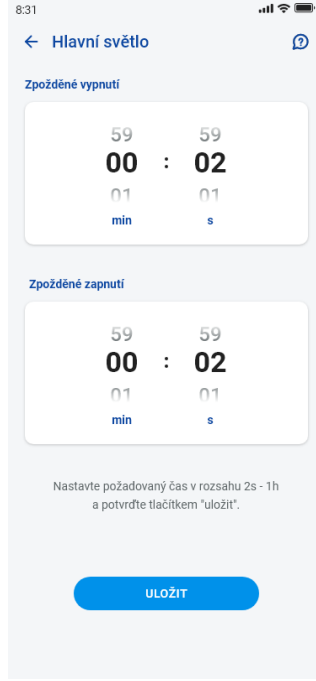 8:31
Hlavní světlo
Zpožděné vypnutí
59 59
00 : 02
01 01
min s
Zpožděné zapnutí
59 59
00 : 02
01 01
min s
Nastavte požadovaný čas v rozsahu 2s - 1h
a potvrďte tlačítkem "uložit".
ULOŽIT